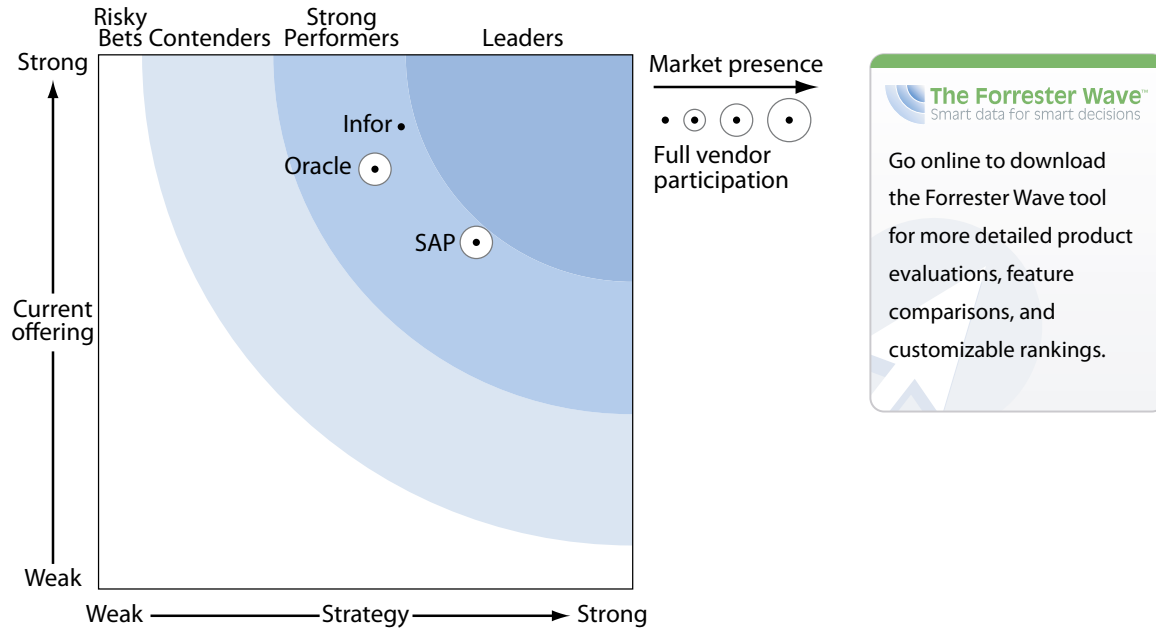 Risky
Bets
Contenders
Strong
Performers
Leaders
Strong
Current
offering
Weak
Infor
Oracle
SAP
Weak
Strategy
Strong
Market presence
Full vendor
participation
The Forrester Wave™
Smart data for smart decisions
Go online to download
the Forrester Wave tool
for more detailed product
evaluations, feature
comparisons, and
customizable rankings.